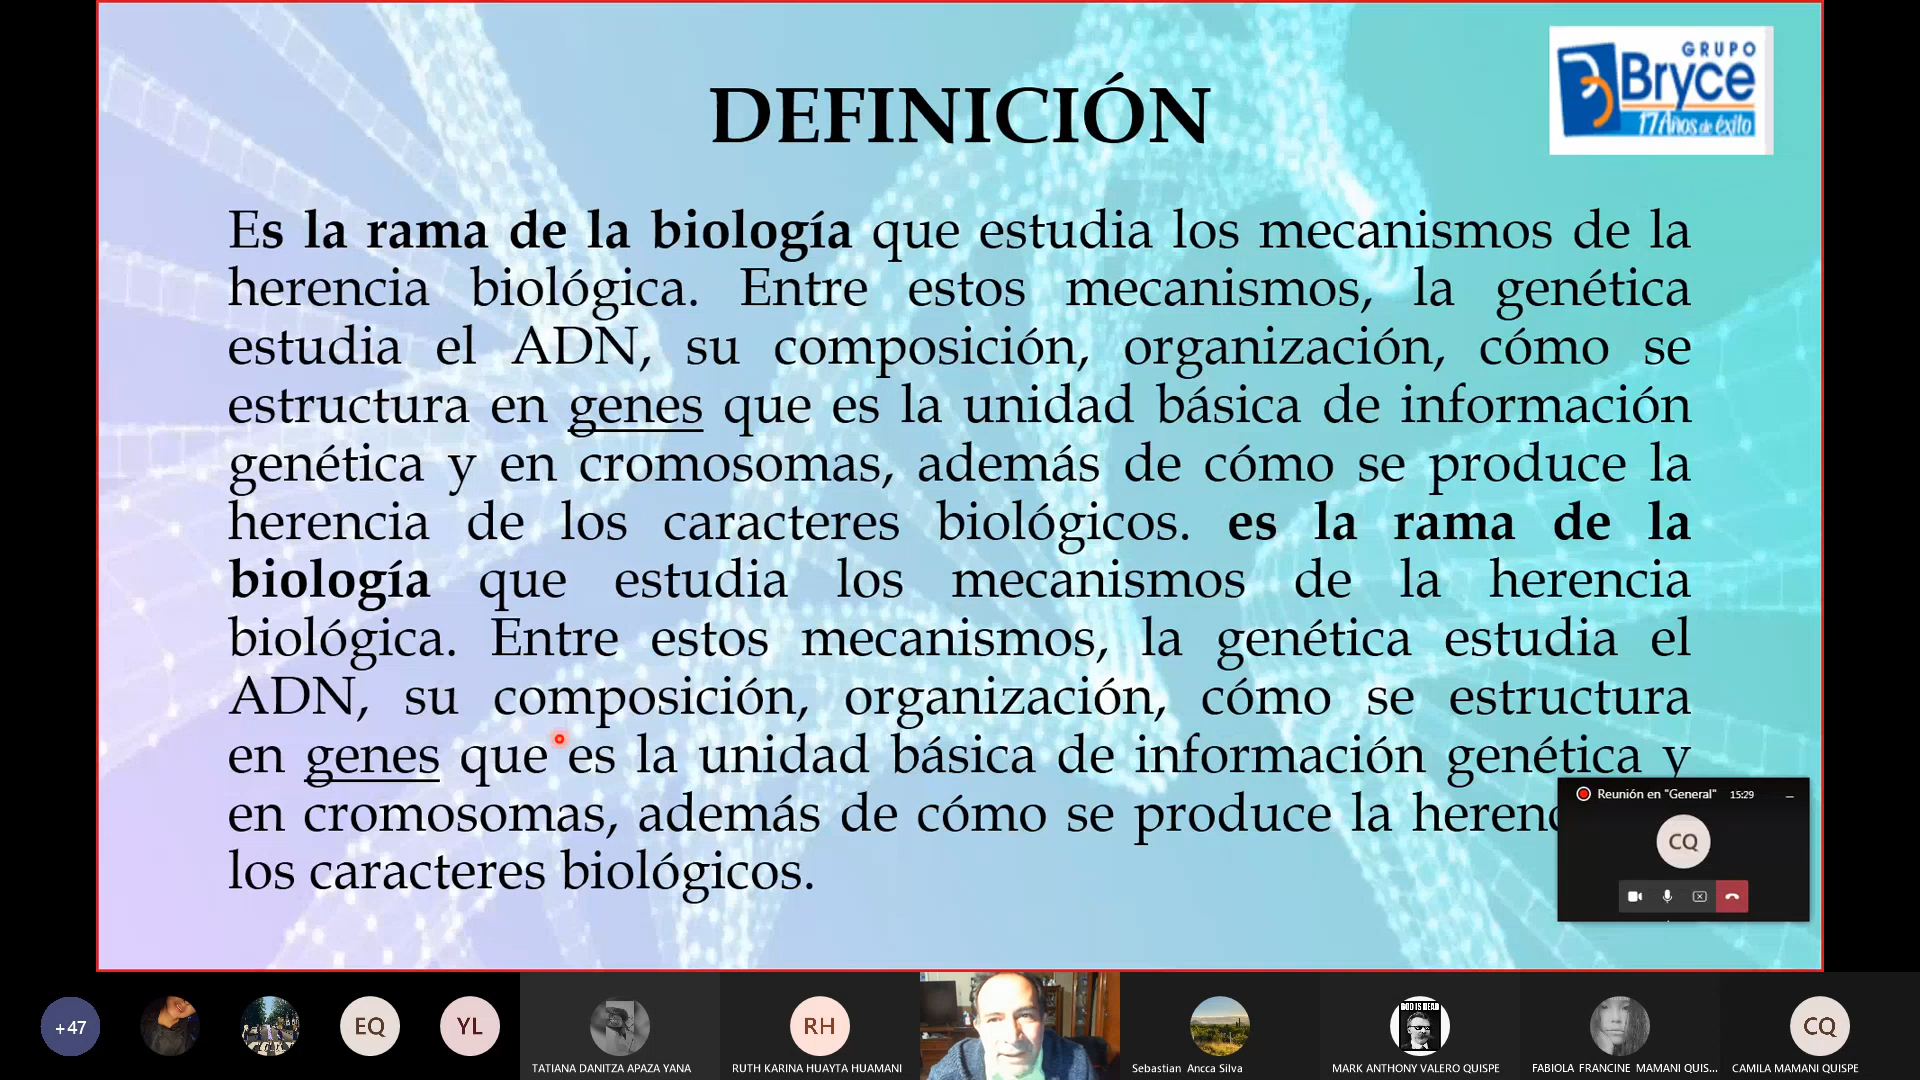 DEFINICIÓN
GRUPO
Bryce
17 Años de éxito
Es la rama de la biología que estudia los mecanismos de la
herencia biológica. Entre estos mecanismos, la genética
estudia el ADN, su composición, organización, cómo se
estructura en genes que es la unidad básica de información
genética y en cromosomas, además de cómo se produce la
herencia de los caracteres biológicos. es la rama de la
biología que estudia los mecanismos de la herencia
biológica. Entre estos mecanismos, la genética estudia el
ADN, su composición, organización, cómo se estructura
en genes que es la unidad básica de información genética y
en cromosomas, además de cómo se produce la heren
los caracteres biológicos.
Reunión en "General" 15:29
CQ
+47
EQ
YL
TATIANA DANITZA APAZA YANA
RH
RUTH KARINA HUAYTA HUAMANI
Sebastian Ancca Silva
GOD IS DEAD
MARK ANTHONY VALERO QUISPE
FABIOLA FRANCINE MAMANI QUIS...
CQ
CAMILA MAMANI QUISPE